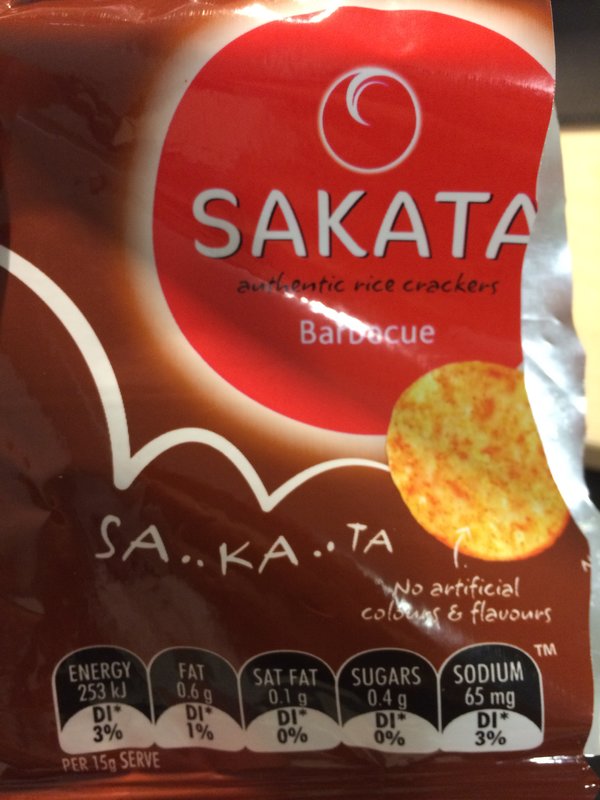 SAKATA
authentic rice crackers
Barbecue
SA..KA..TA
No artificial
colours & flavours
TM
ENERGY
253 kJ
DI*
3%
FAT
0.6 g
DI*
1%
SAT FAT
0.1 g
DI*
0%
SUGARS
0.4 g
DI*
0%
SODIUM
65 mg
DI*
3%
PER 15g SERVE